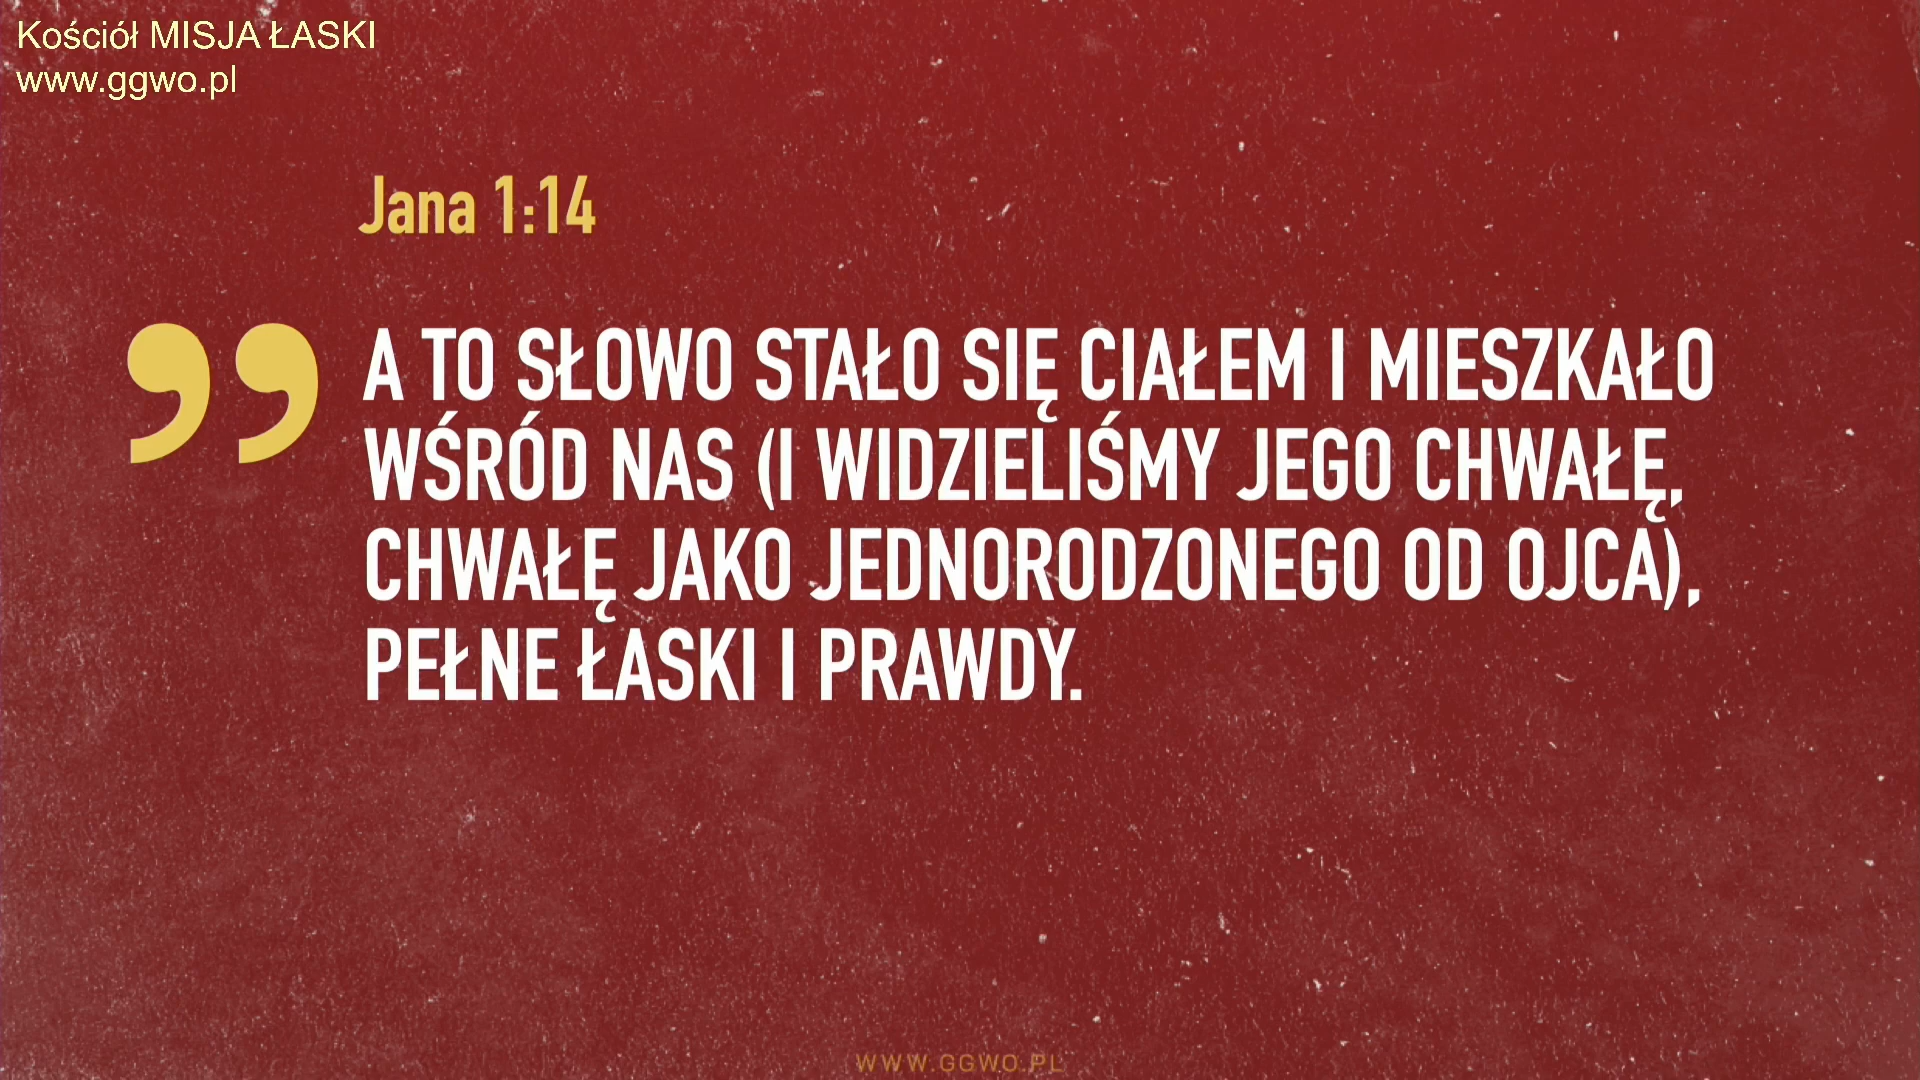 Kościół MISJA ŁASKI
www.ggwo.pl
Jana 1:14
” A TO SŁOWO STAŁO SIĘ CIAŁEM I MIESZKAŁO
WŚRÓD NAS (I WIDZIELIŚMY JEGO CHWAŁĘ,
CHWAŁĘ JAKO JEDNORODZONEGO OD OJCA),
PEŁNE ŁASKI I PRAWDY.
WWW.GGWO.PL